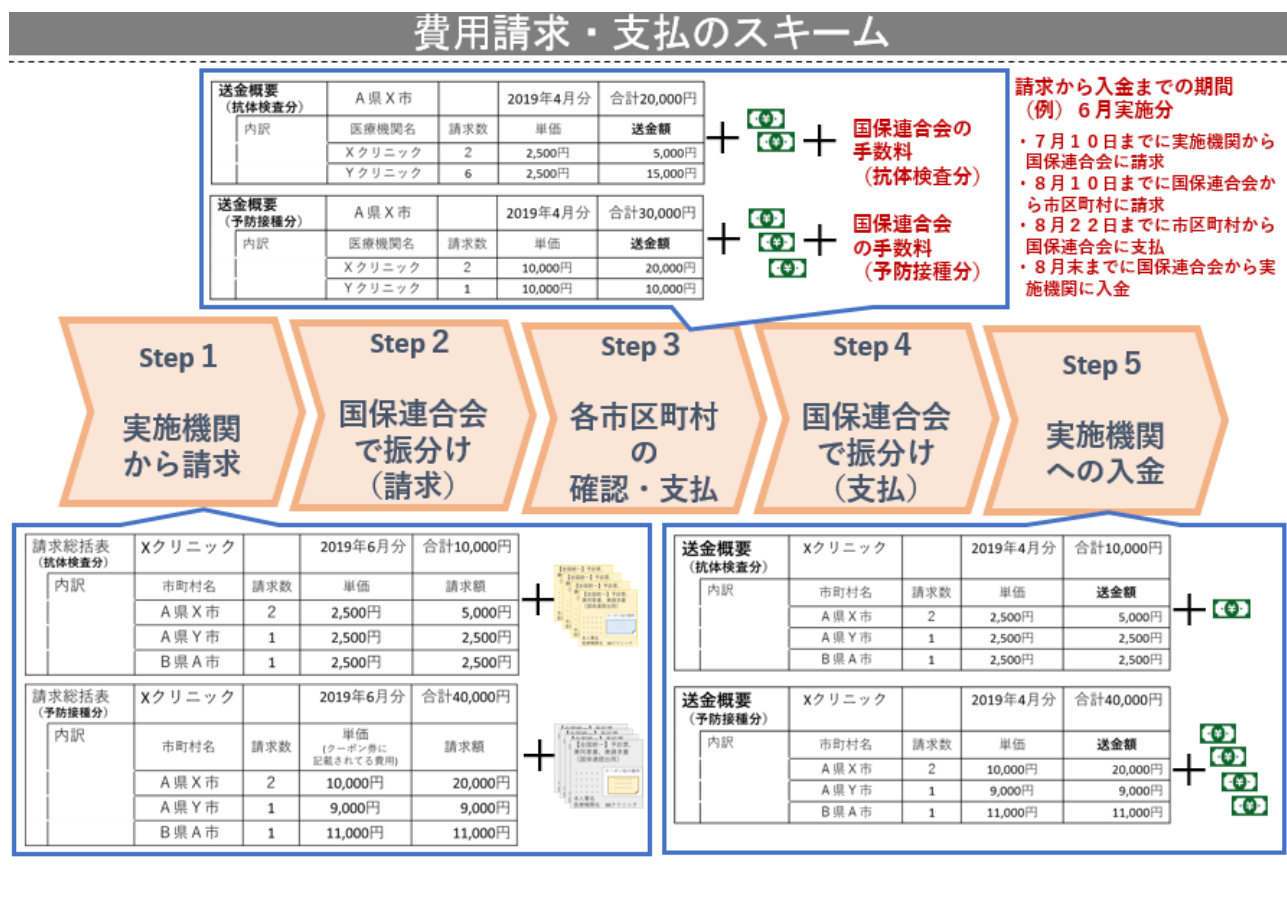 費用請求・支払のスキーム
送金概要
（抗体検査分）
A県X市 2019年4月分 合計20,000円
内訳 医療機関名 請求数 単価 送金額
Xクリニック 2 2,500円 5,000円
Yクリニック 6 2,500円 15,000円
国保連合会の
手数料
（抗体検査分）
送金概要
（予防接種分）
A県X市 2019年4月分 合計30,000円
内訳 医療機関名 請求数 単価 送金額
Xクリニック 2 10,000円 20,000円
Yクリニック 1 10,000円 10,000円
国保連合会
の手数料
（予防接種分）
請求から入金までの期間
（例）６月実施分
・７月１０日までに実施機関から
国保連合会に請求
・８月１０日までに国保連合会か
ら市区町村に請求
・８月２２日までに市区町村から
国保連合会に支払
・８月末までに国保連合会から実
施機関に入金
Step 1
実施機関
から請求
Step 2
国保連合会
で振分け
（請求）
Step 3
各市区町村
の
確認・支払
Step 4
国保連合会
で振分け
（支払）
Step 5
実施機関
への入金
請求総括表
（抗体検査分）
Xクリニック 2019年6月分 合計10,000円
内訳 市町村名 請求数 単価 請求額
A県X市 2 2,500円 5,000円
A県Y市 1 2,500円 2,500円
B県A市 1 2,500円 2,500円
請求総括表
（予防接種分）
Xクリニック 2019年6月分 合計40,000円
内訳 市町村名 請求数 単価 請求額
(クーポン券に
記載されてる費用)
A県X市 2 10,000円 20,000円
A県Y市 1 9,000円 9,000円
B県A市 1 11,000円 11,000円
送金概要
（抗体検査分）
Xクリニック 2019年4月分 合計10,000円
内訳 市町村名 請求数 単価 送金額
A県X市 2 2,500円 5,000円
A県Y市 1 2,500円 2,500円
B県A市 1 2,500円 2,500円
送金概要
（予防接種分）
Xクリニック 2019年4月分 合計40,000円
内訳 市町村名 請求数 単価 送金額
A県X市 2 10,000円 20,000円
A県Y市 1 9,000円 9,000円
B県A市 1 11,000円 11,000円